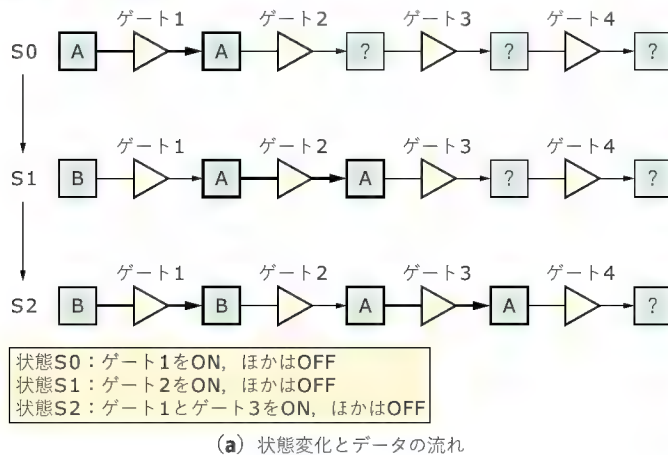 ゲート1 ゲート2 ゲート3 ゲート4
S0 A A ? ? ?
ゲート1 ゲート2 ゲート3 ゲート4
S1 B A A ? ?
ゲート1 ゲート2 ゲート3 ゲート4
S2 B B A A ?
状態S0：ゲート1をON，ほかはOFF
状態S1：ゲート2をON，ほかはOFF
状態S2：ゲート1とゲート3をON，ほかはOFF
(a) 状態変化とデータの流れ